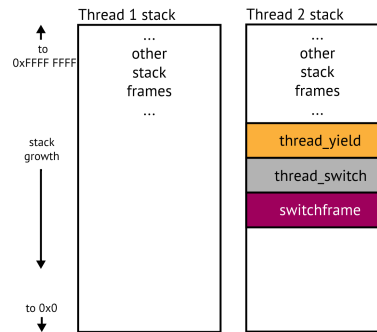 Thread 1 stack
Thread 2 stack
to
0xFFFF FFFF
...
other
stack
frames
...
...
other
stack
frames
...
thread_yield
thread_switch
switchframe
stack
growth
to 0x0